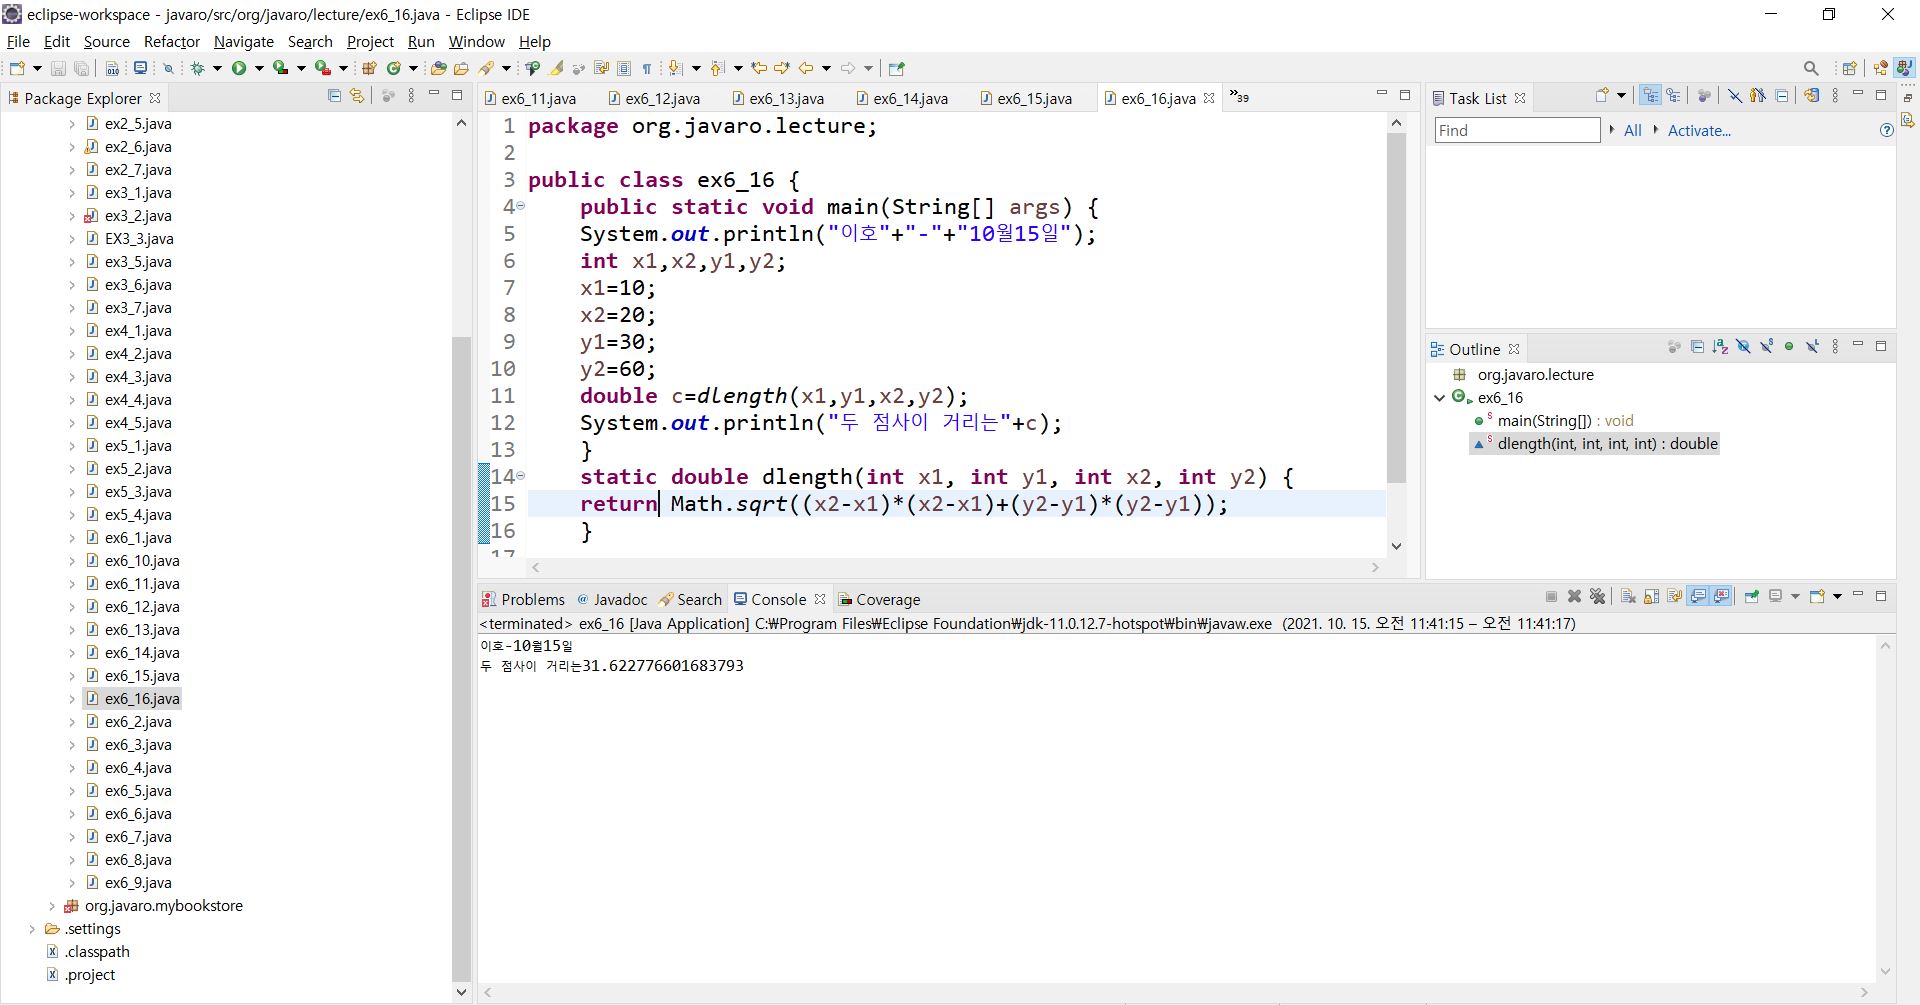 eclipse-workspace - javaro/src/org/javaro/lecture/ex6_16.java - Eclipse IDE
File Edit Source Refactor Navigate Search Project Run Window Help
Package Explorer
ex2_5.java
ex2_6.java
ex2_7.java
ex3_1.java
ex3_2.java
EX3_3.java
ex3_5.java
ex3_6.java
ex3_7.java
ex4_1.java
ex4_2.java
ex4_3.java
ex4_4.java
ex4_5.java
ex5_1.java
ex5_2.java
ex5_3.java
ex5_4.java
ex6_1.java
ex6_10.java
ex6_11.java
ex6_12.java
ex6_13.java
ex6_14.java
ex6_15.java
ex6_16.java
ex6_2.java
ex6_3.java
ex6_4.java
ex6_5.java
ex6_6.java
ex6_7.java
ex6_8.java
ex6_9.java
org.javaro.mybookstore
.settings
.classpath
.project
ex6_11.java ex6_12.java ex6_13.java ex6_14.java ex6_15.java ex6_16.java »39
1 package org.javaro.lecture;
2
3 public class ex6_16 {
4 public static void main(String[] args) {
5 System.out.println("이호"+"-"+"10월15일");
6 int x1,x2,y1,y2;
7 x1=10;
8 x2=20;
9 y1=30;
10 y2=60;
11 double c=dlength(x1,y1,x2,y2);
12 System.out.println("두 점사이 거리는"+c);
13 }
14 static double dlength(int x1, int y1, int x2, int y2) {
15 return Math.sqrt((x2-x1)*(x2-x1)+(y2-y1)*(y2-y1));
16 }
17
Task List
Find All Activate...
Outline
org.javaro.lecture
ex6_16
main(String[]) : void
dlength(int, int, int, int) : double
Problems Javadoc Search Console Coverage
<terminated> ex6_16 [Java Application] C:₩Program Files₩Eclipse Foundation₩jdk-11.0.12.7-hotspot₩bin₩javaw.exe (2021. 10. 15. 오전 11:41:15 – 오전 11:41:17)
이호-10월15일
두 점사이 거리는31.622776601683793